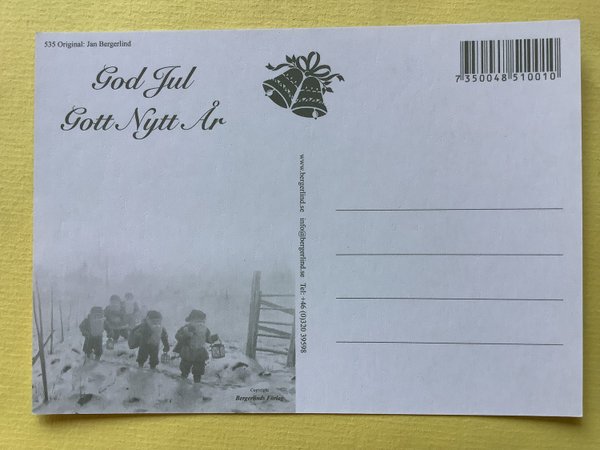 535 Original: Jan Bergerlind
God Jul
Gott Nytt År
7 350048 510010
www.bergerlind.se info@bergerlind.se Tel: +46 (0)320 39598
Copyright
Bergerlinds Förlag